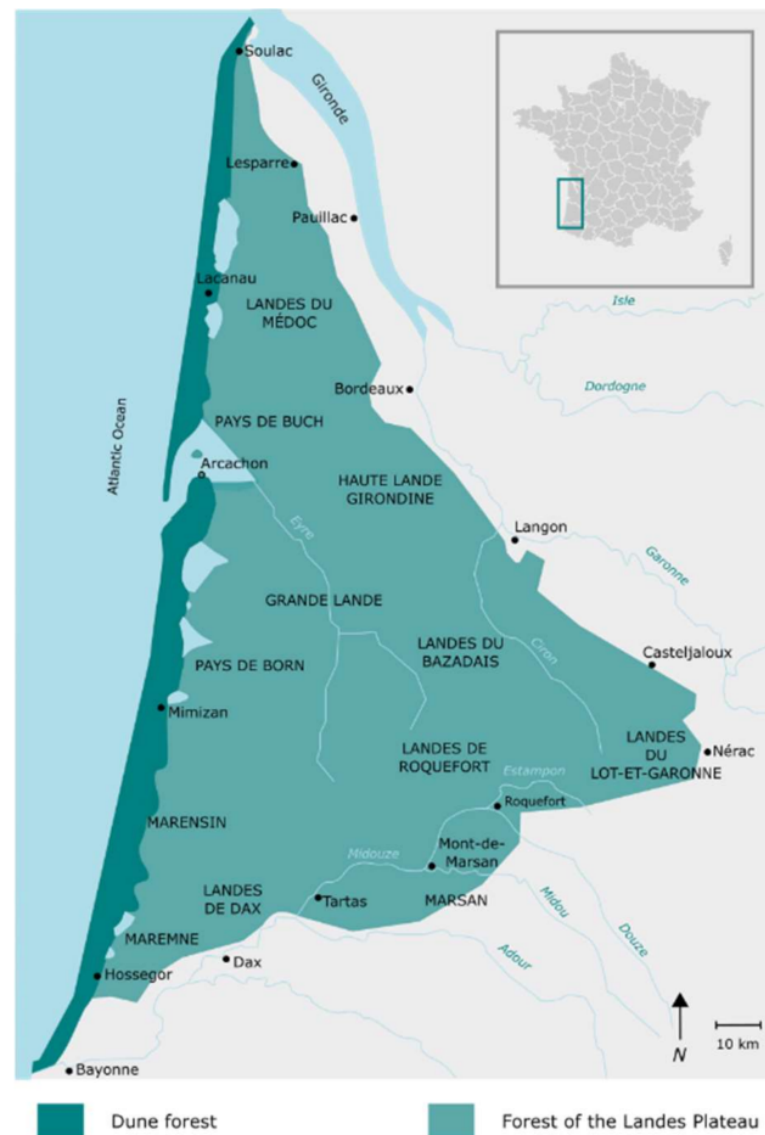 Soulac
Gironde
Lesparre
Pauillac
Lacanau
LANDES DU
MÉDOC
Isle
Dordogne
Bordeaux
Atlantic Ocean
PAYS DE BUCH
Arcachon
HAUTE LANDE
GIRONDINE
Eyre
Langon
Garonne
GRANDE LANDE
LANDES DU
BAZADAIS
Ciron
Casteljaloux
PAYS DE BORN
Mimizan
LANDES DE
ROQUEFORT
LANDES
DU
LOT-ET-GARONNE
Nérac
Estampon
Roquefort
MARENSIN
Midouze
Mont-de-
Marsan
LANDES
DE DAX
Tartas
MARSAN
Midou
Douze
MAREMNE
Hossegor
Dax
Adour
N
10 km
Bayonne
Dune forest
Forest of the Landes Plateau